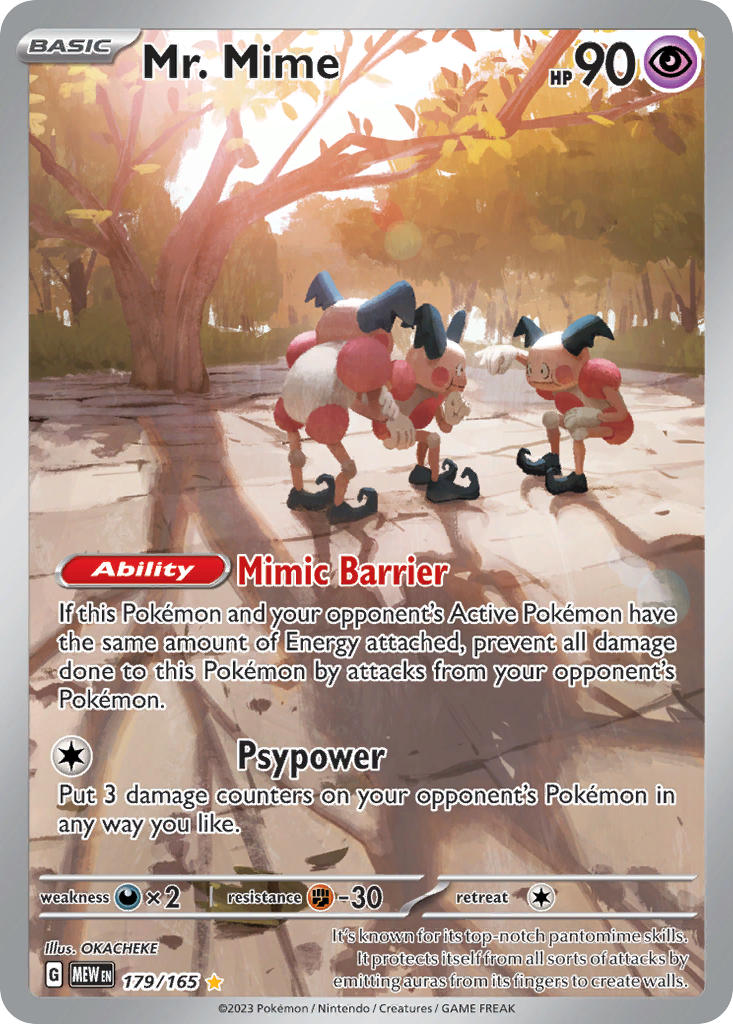 BASIC
Mr. Mime
HP 90
Ability Mimic Barrier
If this Pokémon and your opponent's Active Pokémon have
the same amount of Energy attached, prevent all damage
done to this Pokémon by attacks from your opponent's
Pokémon.
Psypower
Put 3 damage counters on your opponent's Pokémon in
any way you like.
weakness ×2 resistance -30 retreat
Illus. OKACHEKE
It's known for its top-notch pantomime skills.
It protects itself from all sorts of attacks by
emitting auras from its fingers to create walls.
G MEW EN 179/165
©2023 Pokémon / Nintendo / Creatures / GAME FREAK